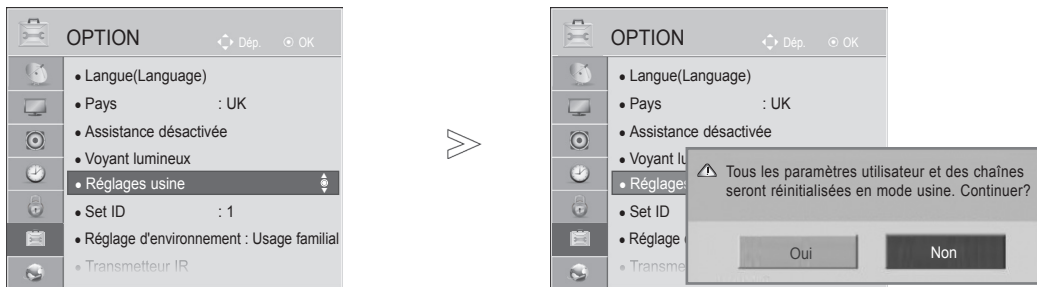 OPTION
Dép. OK
• Langue(Language)
• Pays : UK
• Assistance désactivée
• Voyant lumineux
• Réglages usine
• Set ID : 1
• Réglage d'environnement : Usage familial
• Transmetteur IR
OPTION
Dép. OK
• Langue(Language)
• Pays : UK
• Assistance désactivée
• Voyant lu
• Réglages
• Set ID
• Réglage
• Transme
Tous les paramètres utilisateur et des chaînes
seront réinitialisées en mode usine. Continuer?
Oui Non